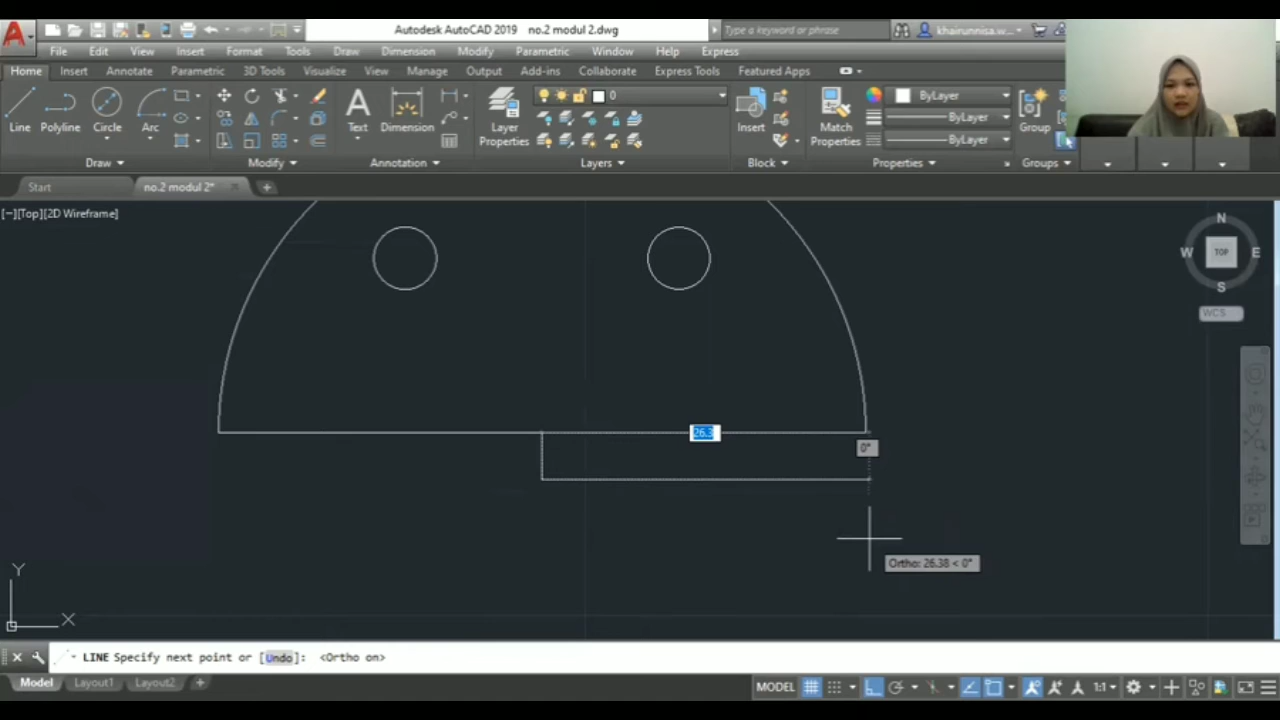 Autodesk AutoCAD 2019 no.2 modul 2.dwg
Type a keyword or phrase
khairunnisa.w...
File Edit View Insert Format Tools Draw Dimension Modify Parametric Window Help Express
Home Insert Annotate Parametric 3D Tools Visualize View Manage Output Add-ins Collaborate Express Tools Featured Apps
0
ByLayer
ByLayer
ByLayer
Line Polyline Circle Arc
Text Dimension
Layer Properties
Insert
Match Properties
Group
Draw Modify Annotation Layers Block Properties Groups
Start no.2 modul 2*
[−][Top][2D Wireframe]
N
W TOP E
S
WCS
26.3
0°
Ortho: 26.38 < 0°
Y
X
LINE Specify next point or [Undo]: <Ortho on>
Model Layout1 Layout2 +
MODEL 1:1